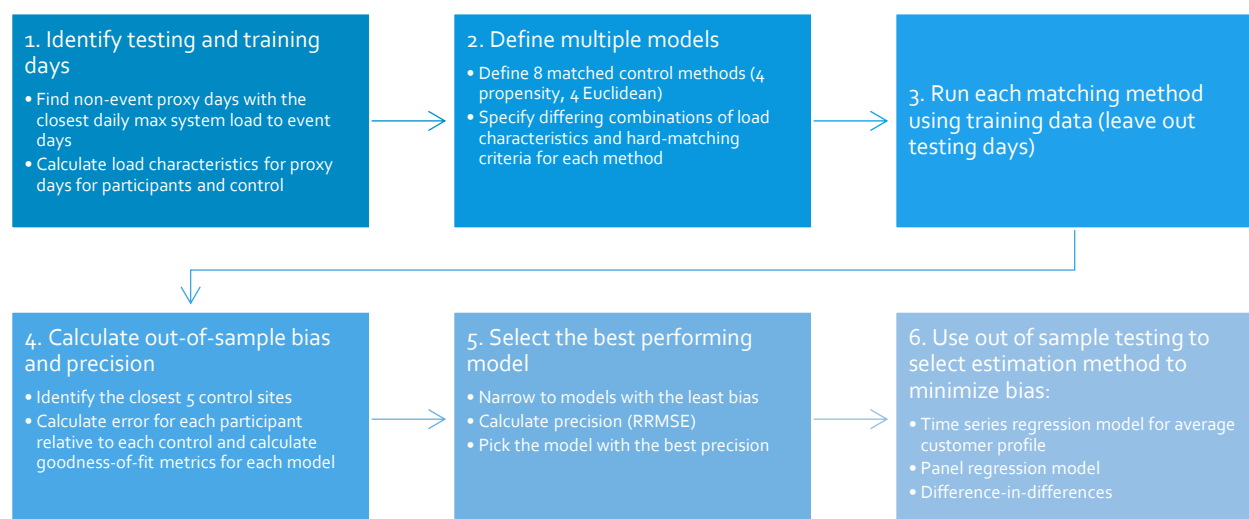 1. Identify testing and training
days
• Find non-event proxy days with the
closest daily max system load to event
days
• Calculate load characteristics for proxy
days for participants and control
2. Define multiple models
• Define 8 matched control methods (4
propensity, 4 Euclidean)
• Specify differing combinations of load
characteristics and hard-matching
criteria for each method
3. Run each matching method
using training data (leave out
testing days)
4. Calculate out-of-sample bias
and precision
• Identify the closest 5 control sites
• Calculate error for each participant
relative to each control and calculate
goodness-of-fit metrics for each model
5. Select the best performing
model
• Narrow to models with the least bias
• Calculate precision (RRMSE)
• Pick the model with the best precision
6. Use out of sample testing to
select estimation method to
minimize bias:
• Time series regression model for average
customer profile
• Panel regression model
• Difference-in-differences